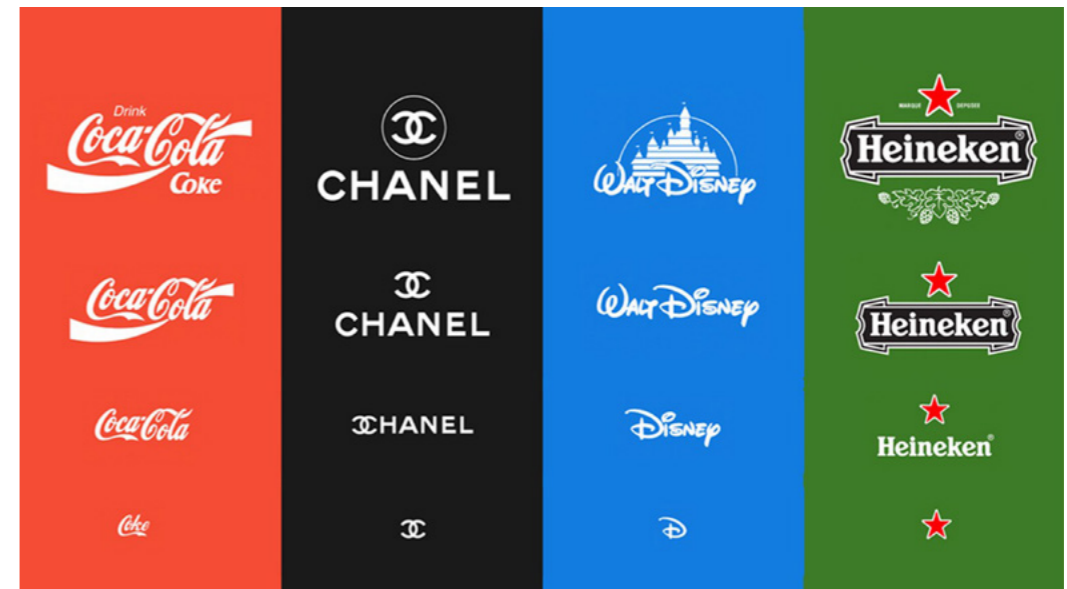 Drink
Coca-Cola
Coke
Coca-Cola
Coca-Cola
Coke
CHANEL
CHANEL
CHANEL
WALT DISNEY
WALT DISNEY
DISNEY
D
MARQUE DEPOSEE
Heineken®
Heineken®
Heineken®